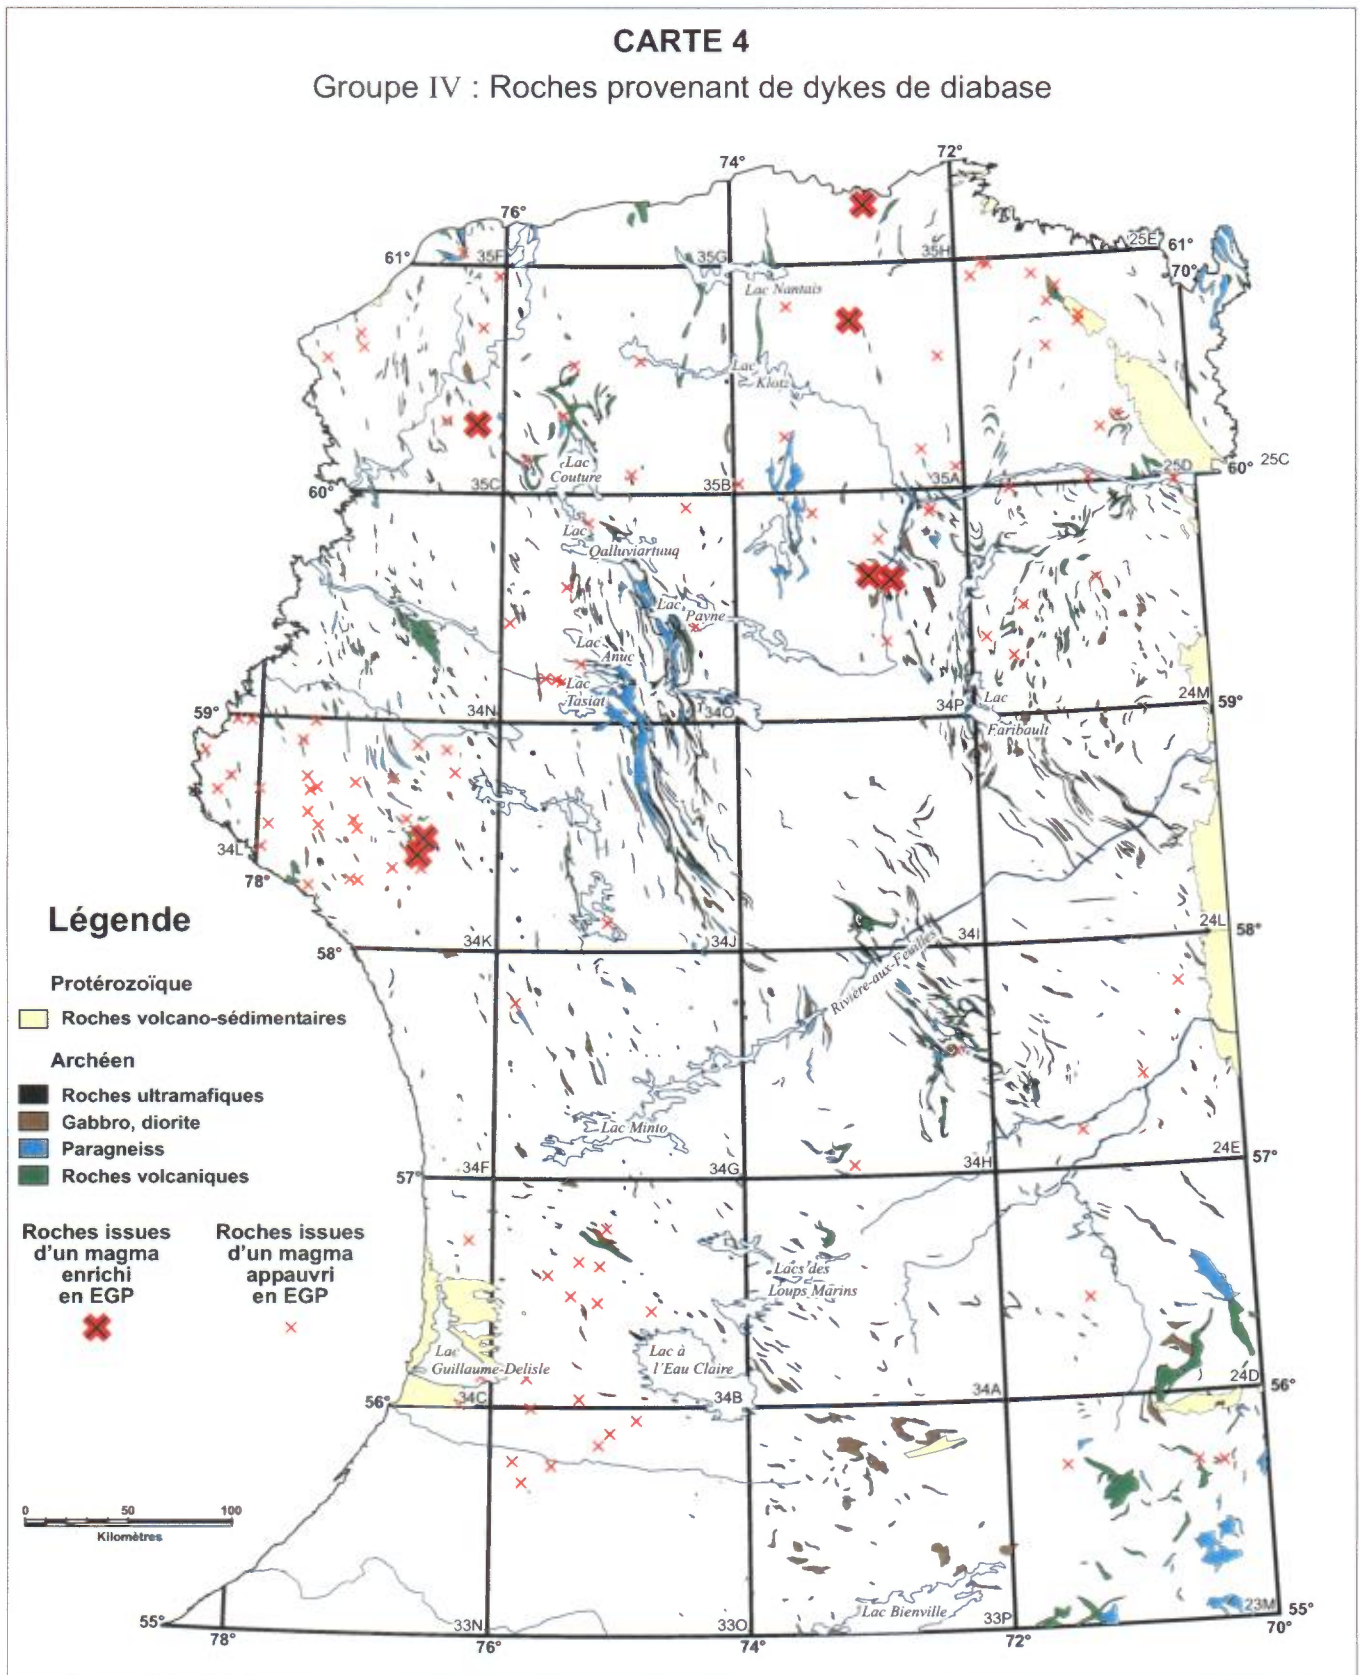 CARTE 4
Groupe IV : Roches provenant de dykes de diabase
72°
74°
76°
25E
61°
61°
35F
35G
35H
70°
Lac Nantais
Lac
Klotz
Lac
Couture
60°
35C
35B
35A
25D
60°
25C
Lac
Qalluviartuuq
Lac
Payne
Lac
Anuc
Lac
Tasiat
Lac
Faribault
59°
34N
34O
34P
24M
59°
34L
78°
Légende
58°
34K
34J
34I
24L
58°
Rivière-aux-Feuilles
Protérozoïque
Roches volcano-sédimentaires
Archéen
Roches ultramafiques
Gabbro, diorite
Paragneiss
Roches volcaniques
Lac Minto
57°
34F
34G
34H
24E
57°
Roches issues
d'un magma
enrichi
en EGP
Roches issues
d'un magma
appauvri
en EGP
Lacs des
Loups Marins
Lac
Guillaume-Delisle
Lac à
l'Eau Claire
56°
34C
34B
34A
24D
56°
0 50 100
Kilomètres
Lac Bienville
55°
33N
33O
33P
23M
55°
78°
76°
74°
72°
70°